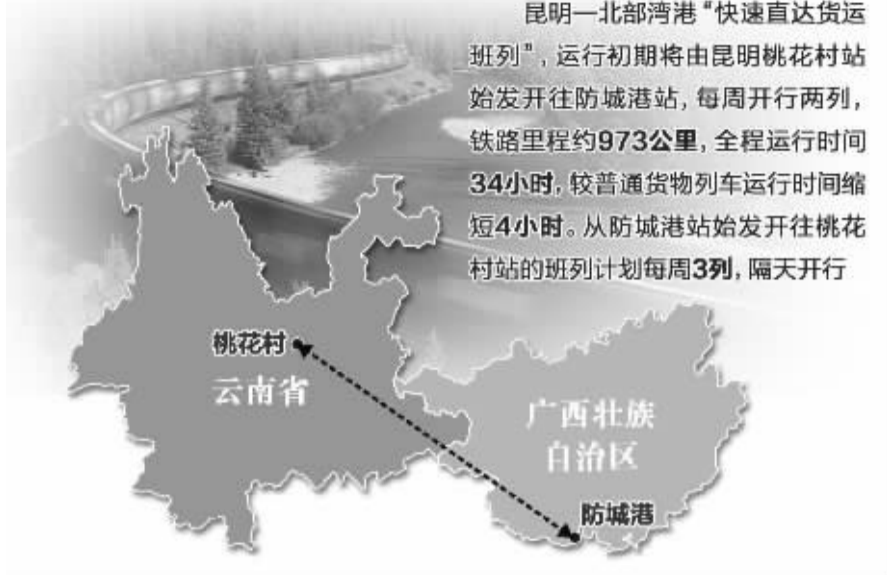 昆明—北部湾港“快速直达货运
班列”，运行初期将由昆明桃花村站
始发开往防城港站，每周开行两列，
铁路里程约973公里，全程运行时间
34小时，较普通货物列车运行时间缩
短4小时。从防城港站始发开往桃花
村站的班列计划每周3列，隔天开行
桃花村
云南省
广西壮族
自治区
防城港